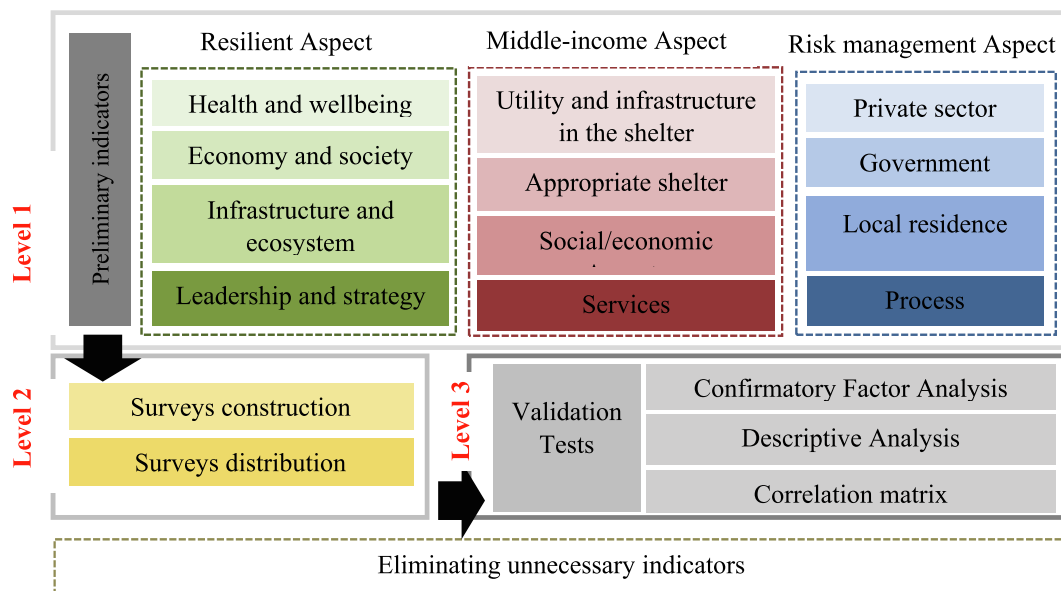 Level 1
Preliminary indicators
Resilient Aspect
Health and wellbeing
Economy and society
Infrastructure and
ecosystem
Leadership and strategy
Middle-income Aspect
Utility and infrastructure
in the shelter
Appropriate shelter
Social/economic
Services
Risk management Aspect
Private sector
Government
Local residence
Process
Level 2
Surveys construction
Surveys distribution
Level 3
Validation
Tests
Confirmatory Factor Analysis
Descriptive Analysis
Correlation matrix
Eliminating unnecessary indicators